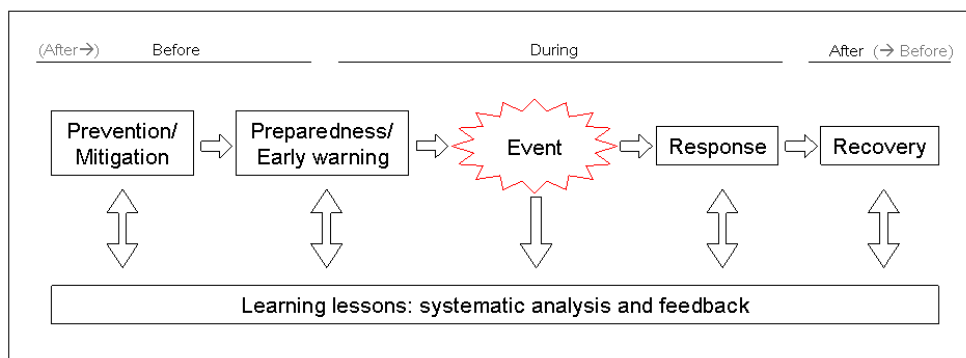 (After→) Before During After (→ Before)
Prevention/
Mitigation
Preparedness/
Early warning
Event
Response
Recovery
Learning lessons: systematic analysis and feedback